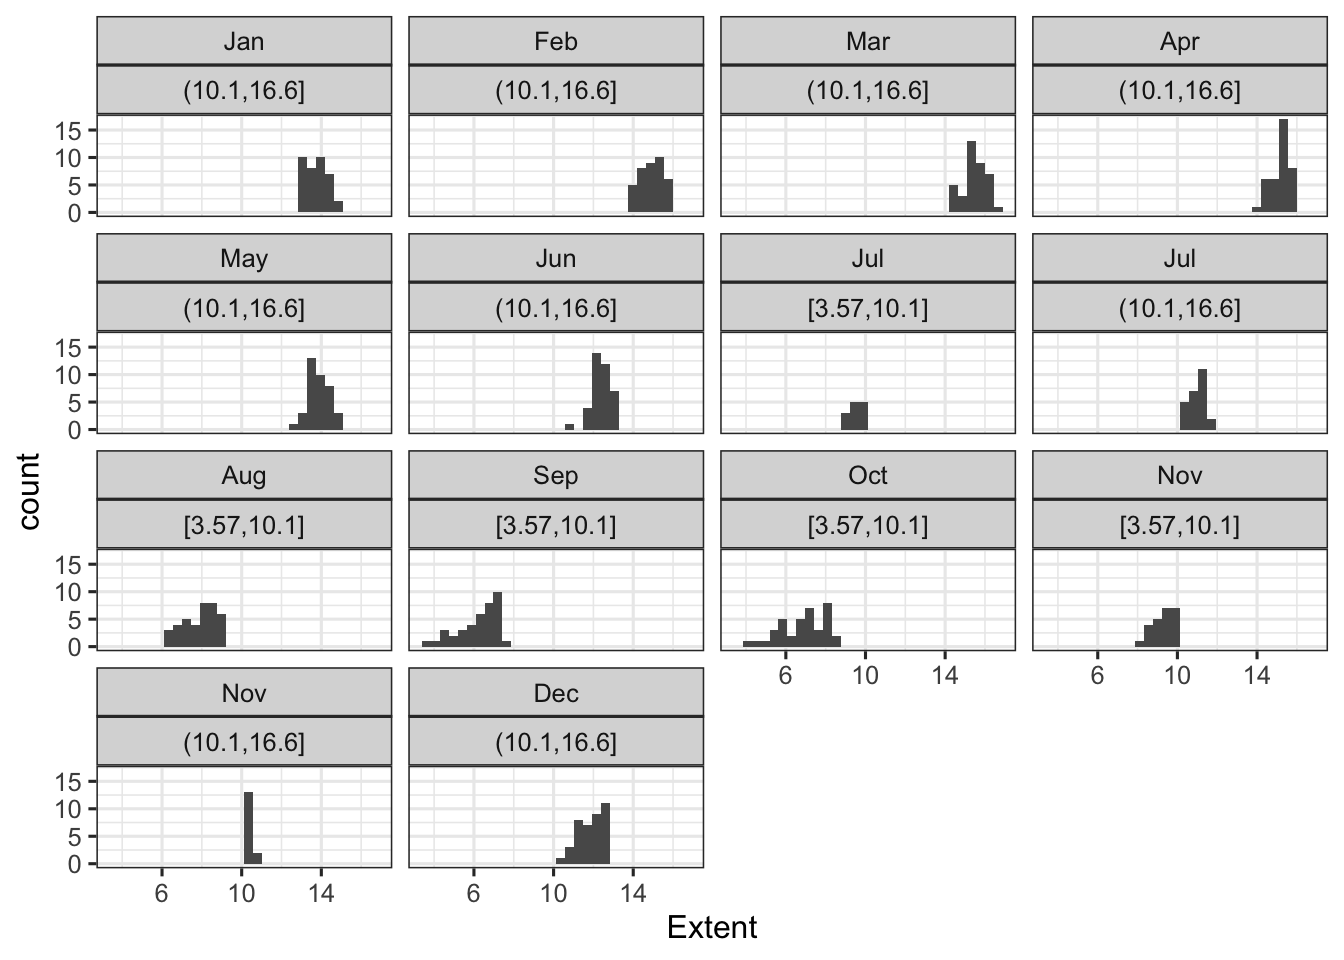 Jan Feb Mar Apr
(10.1,16.6] (10.1,16.6] (10.1,16.6] (10.1,16.6]
15
10
5
0
May Jun Jul Jul
(10.1,16.6] (10.1,16.6] [3.57,10.1] (10.1,16.6]
15
10
5
0
count
Aug Sep Oct Nov
[3.57,10.1] [3.57,10.1] [3.57,10.1] [3.57,10.1]
15
10
5
0
6 10 14 6 10 14
Nov Dec
(10.1,16.6] (10.1,16.6]
15
10
5
0
6 10 14 6 10 14
Extent